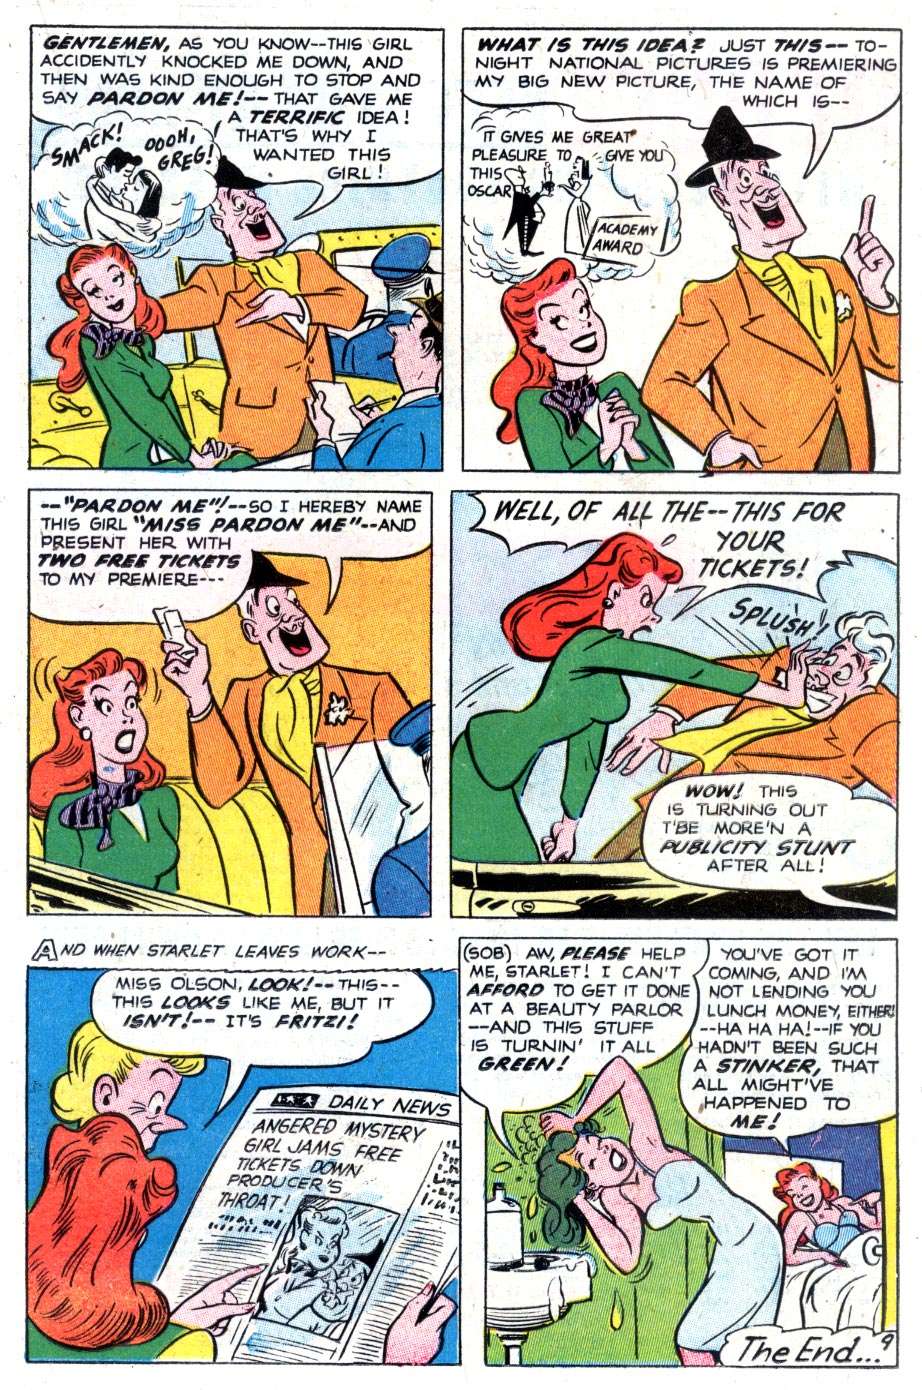 GENTLEMEN, AS YOU KNOW--THIS GIRL
ACCIDENTLY KNOCKED ME DOWN, AND
THEN WAS KIND ENOUGH TO STOP AND
SAY PARDON ME!-- THAT GAVE ME
A TERRIFIC IDEA!
THAT'S WHY I
WANTED THIS
GIRL!
SMACK!
OOOH,
GREG!
WHAT IS THIS IDEA? JUST THIS-- TO-
NIGHT NATIONAL PICTURES IS PREMIERING
MY BIG NEW PICTURE, THE NAME OF
WHICH IS--
IT GIVES ME GREAT
PLEASURE TO GIVE YOU
THIS
OSCAR
ACADEMY
AWARD
--"PARDON ME"!--SO I HEREBY NAME
THIS GIRL "MISS PARDON ME"--AND
PRESENT HER WITH
TWO FREE TICKETS
TO MY PREMIERE---
WELL, OF ALL THE-- THIS FOR
YOUR
TICKETS!
SPLUSH!
WOW! THIS
IS TURNING OUT
T'BE MORE'N A
PUBLICITY STUNT
AFTER ALL!
AND WHEN STARLET LEAVES WORK--
MISS OLSON, LOOK!-- THIS--
THIS LOOKS LIKE ME, BUT IT
ISN'T!-- IT'S FRITZI!
DAILY NEWS
ANGERED MYSTERY
GIRL JAMS FREE
TICKETS DOWN
PRODUCER'S
THROAT!
(SOB) AW, PLEASE HELP
ME, STARLET! I CAN'T
AFFORD TO GET IT DONE
AT A BEAUTY PARLOR
--AND THIS STUFF
IS TURNIN' IT ALL
GREEN!
YOU'VE GOT IT
COMING, AND I'M
NOT LENDING YOU
LUNCH MONEY, EITHER!
--HA HA HA!--IF YOU
HADN'T BEEN SUCH
A STINKER, THAT
ALL MIGHT'VE
HAPPENED TO
ME!
The End... 9